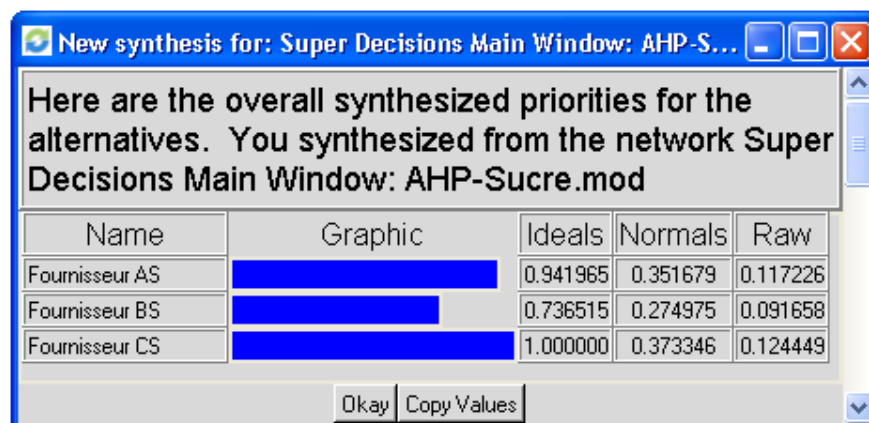 New synthesis for: Super Decisions Main Window: AHP-S...
Here are the overall synthesized priorities for the
alternatives.  You synthesized from the network Super
Decisions Main Window: AHP-Sucre.mod
Name Graphic Ideals Normals Raw
Fournisseur AS 0.941965 0.351679 0.117226
Fournisseur BS 0.736515 0.274975 0.091658
Fournisseur CS 1.000000 0.373346 0.124449
Okay Copy Values